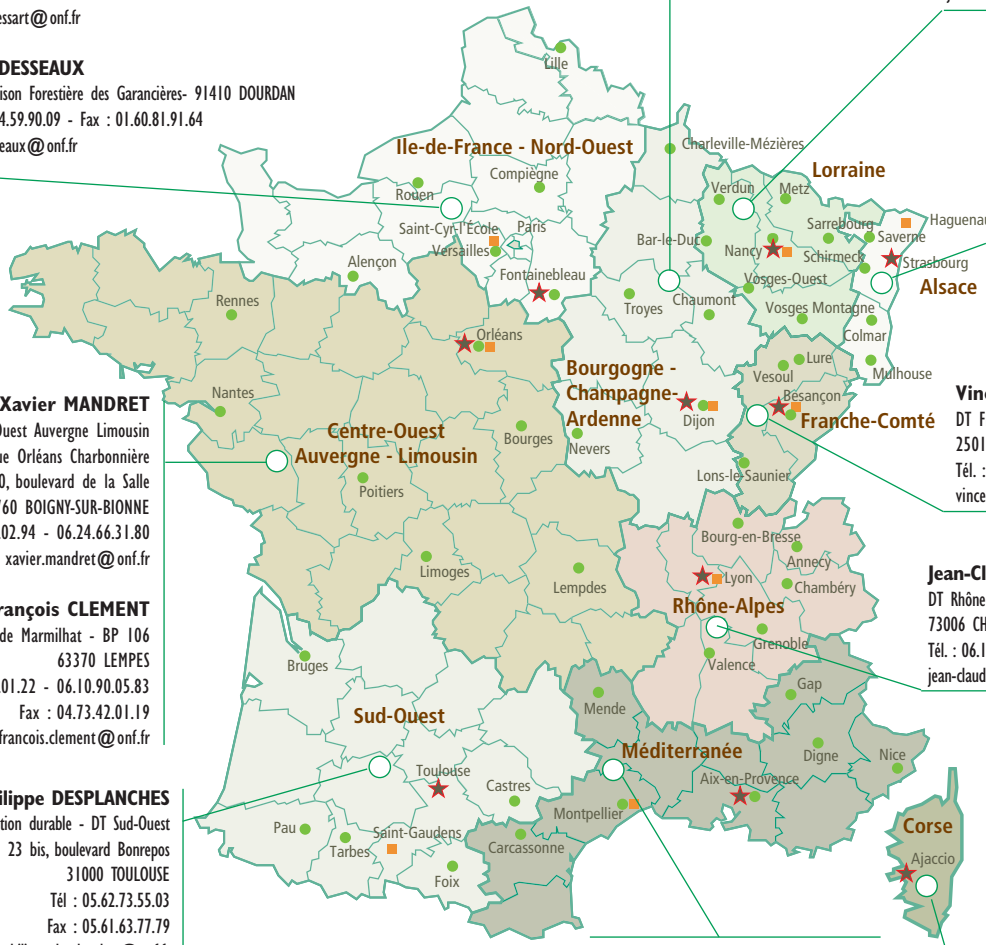 essart@onf.fr
DESSEAUX
ison Forestière des Garancières- 91410 DOURDAN
4.59.90.09 - Fax : 01.60.81.91.64
eaux@onf.fr
Lille
Charleville-Mézières
Ile-de-France - Nord-Ouest
Compiègne
Rouen
Lorraine
Verdun
Metz
Saint-Cyr-l'École
Paris
Versailles
Bar-le-Duc
Nancy
Sarrebourg
Schirmeck
Haguenau
Saverne
Strasbourg
Alençon
Fontainebleau
Vosges-Ouest
Alsace
Troyes
Chaumont
Vosges Montagne
Colmar
Rennes
Orléans
Mulhouse
Lure
Vesoul
Bourgogne -
Champagne-
Ardenne
Besançon
Franche-Comté
Dijon
Nevers
Nantes
Lons-le-Saunier
Centre-Ouest
Auvergne - Limousin
Bourges
Poitiers
Xavier MANDRET
Ouest Auvergne Limousin
ue Orléans Charbonnière
0, boulevard de la Salle
760 BOIGNY-SUR-BIONNE
.02.94 - 06.24.66.31.80
xavier.mandret@onf.fr
Vinc
DT F
2501
Tél. :
vince
Bourg-en-Bresse
Annecy
Lyon
Chambéry
Rhône-Alpes
Grenoble
Valence
Limoges
Lempdes
rançois CLEMENT
de Marmilhat - BP 106
63370 LEMPES
.01.22 - 06.10.90.05.83
Fax : 04.73.42.01.19
francois.clement@onf.fr
Jean-Cl
DT Rhône
73006 CH
Tél. : 06.1
jean-claud
Bruges
Sud-Ouest
Mende
Gap
Méditerranée
Digne
Nice
Toulouse
Castres
Aix-en-Provence
Montpellier
Pau
Tarbes
Saint-Gaudens
Foix
Carcassonne
Corse
Ajaccio
ilippe DESPLANCHES
tion durable - DT Sud-Ouest
23 bis, boulevard Bonrepos
31000 TOULOUSE
Tél : 05.62.73.55.03
Fax : 05.61.63.77.79